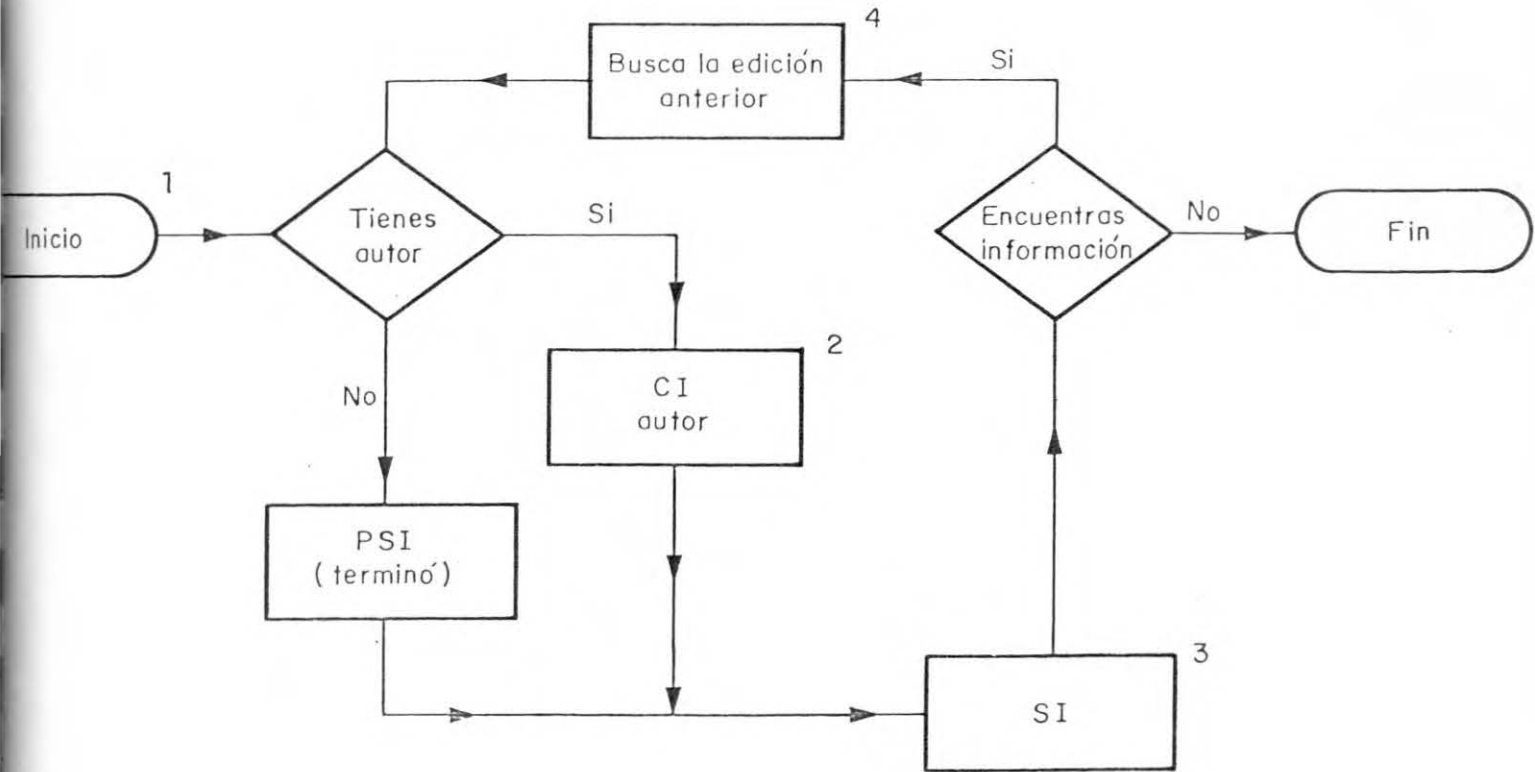 4
Busca la edición
anterior
Si
1
Inicio
Tienes
autor
Si
Encuentras
información
No
Fin
2
CI
autor
No
PSI
(terminó)
3
SI